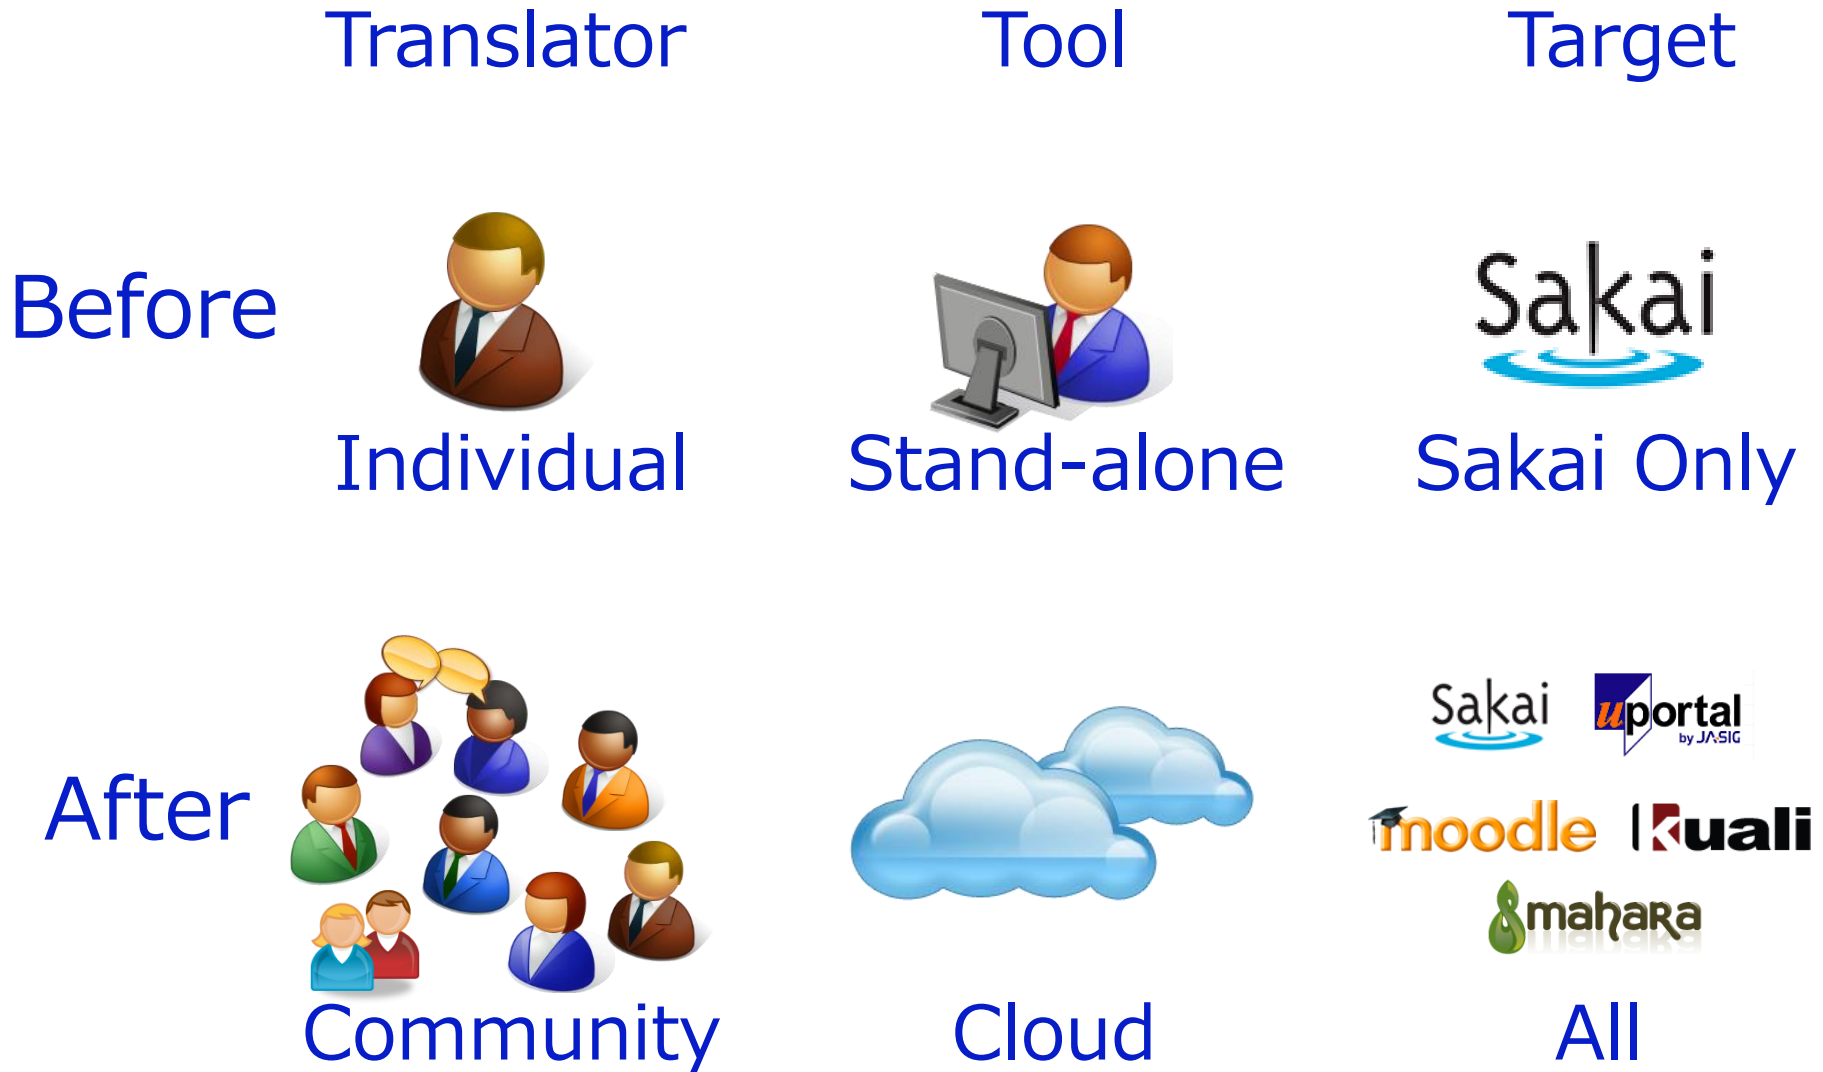 Translator Tool Target
Before
Sakai
Individual Stand-alone Sakai Only
After
Sakai uportal
by JASIG
moodle kuali
mahara
Community Cloud All